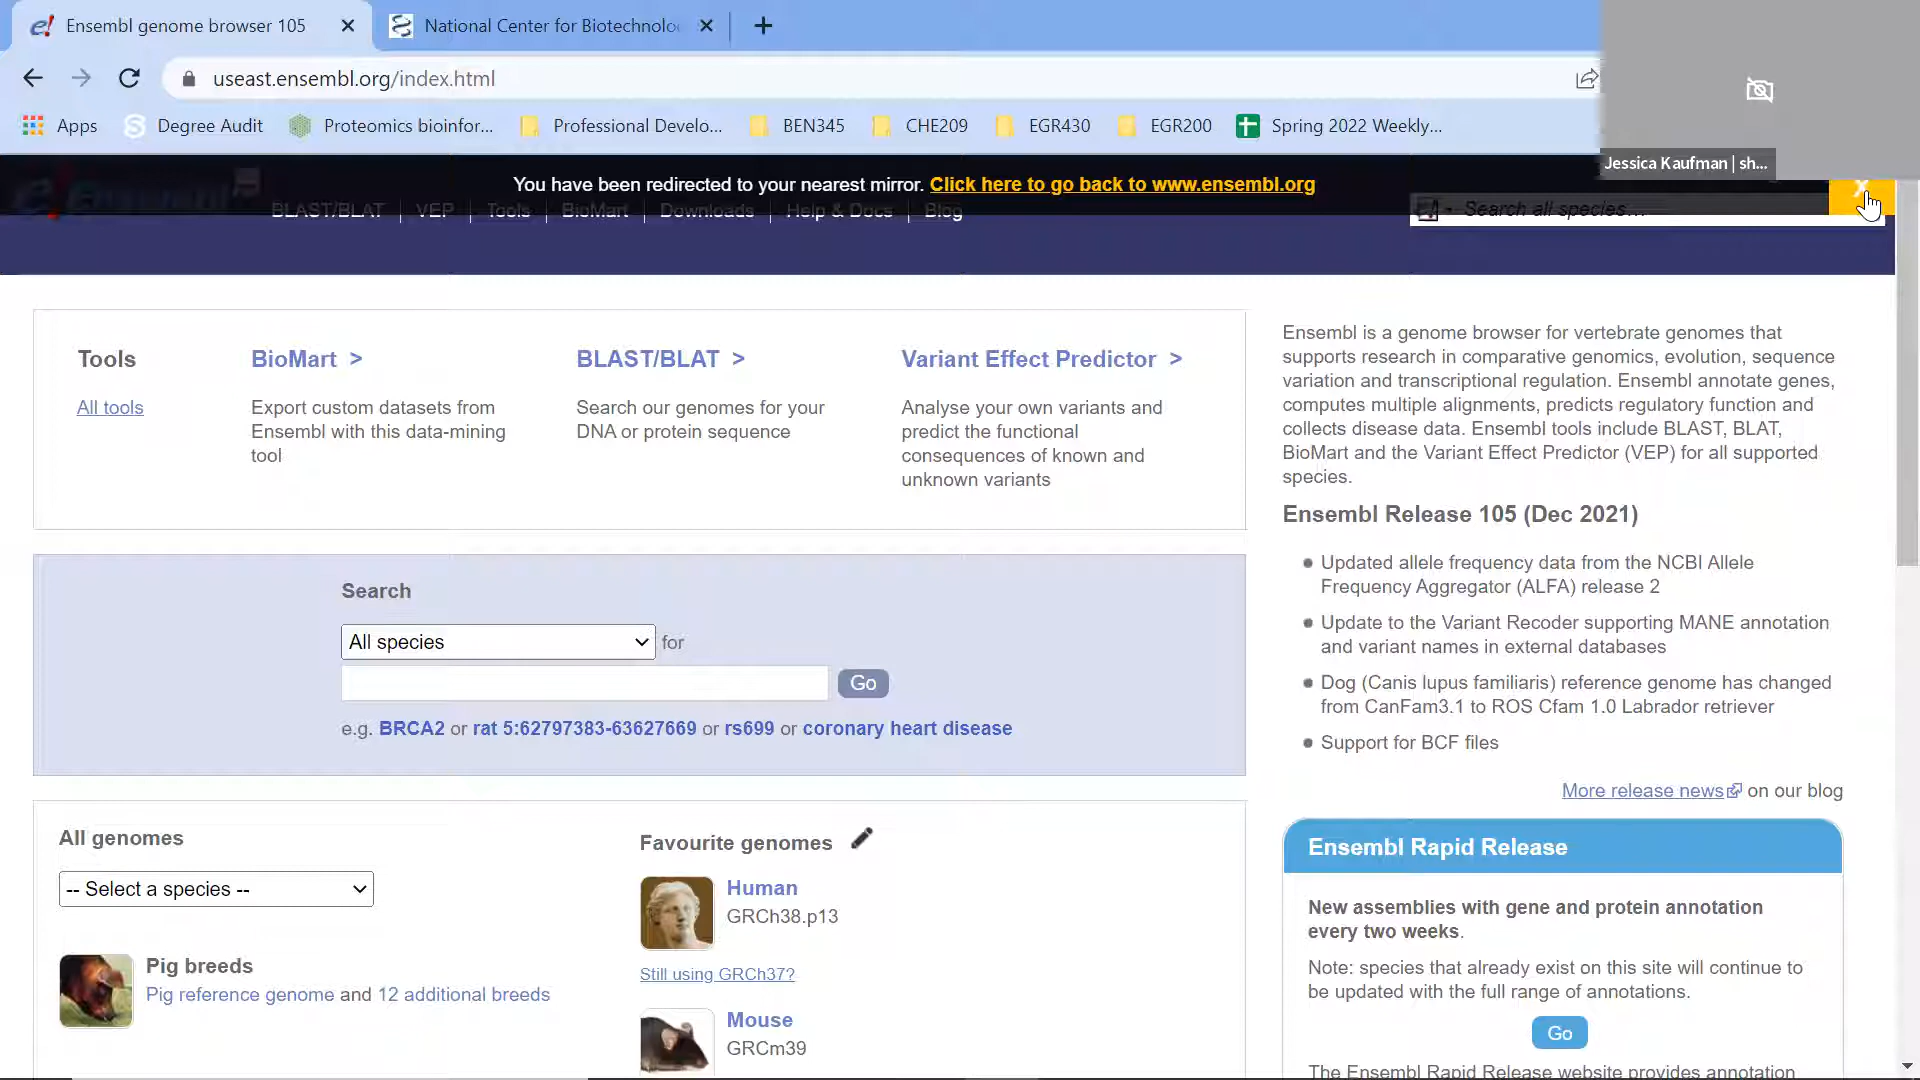 Ensembl genome browser 105
National Center for Biotechnolo
useast.ensembl.org/index.html
Apps
Degree Audit
Proteomics bioinfor...
Professional Develo...
BEN345
CHE209
EGR430
EGR200
Spring 2022 Weekly...
Jessica Kaufman | sh...
You have been redirected to your nearest mirror. Click here to go back to www.ensembl.org
x
e!Ensembl
BLAST/BLAT | VEP | Tools | BioMart | Downloads | Help & Docs | Blog
Search all species...
Tools
All tools
BioMart >
Export custom datasets from
Ensembl with this data-mining
tool
BLAST/BLAT >
Search our genomes for your
DNA or protein sequence
Variant Effect Predictor >
Analyse your own variants and
predict the functional
consequences of known and
unknown variants
Search
All species
for
Go
e.g. BRCA2 or rat 5:62797383-63627669 or rs699 or coronary heart disease
All genomes
-- Select a species --
Pig breeds
Pig reference genome and 12 additional breeds
Favourite genomes
Human
GRCh38.p13
Still using GRCh37?
Mouse
GRCm39
Ensembl is a genome browser for vertebrate genomes that
supports research in comparative genomics, evolution, sequence
variation and transcriptional regulation. Ensembl annotate genes,
computes multiple alignments, predicts regulatory function and
collects disease data. Ensembl tools include BLAST, BLAT,
BioMart and the Variant Effect Predictor (VEP) for all supported
species.
Ensembl Release 105 (Dec 2021)
Updated allele frequency data from the NCBI Allele
Frequency Aggregator (ALFA) release 2
Update to the Variant Recoder supporting MANE annotation
and variant names in external databases
Dog (Canis lupus familiaris) reference genome has changed
from CanFam3.1 to ROS Cfam 1.0 Labrador retriever
Support for BCF files
More release news on our blog
Ensembl Rapid Release
New assemblies with gene and protein annotation
every two weeks.
Note: species that already exist on this site will continue to
be updated with the full range of annotations.
Go
The Ensembl Rapid Release website provides annotation